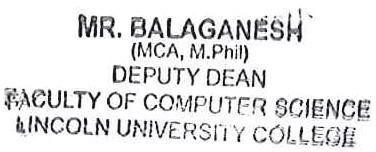 MR. BALAGANESH
(MCA, M.Phil)
DEPUTY DEAN
FACULTY OF COMPUTER SCIENCE
LINCOLN UNIVERSITY COLLEGE